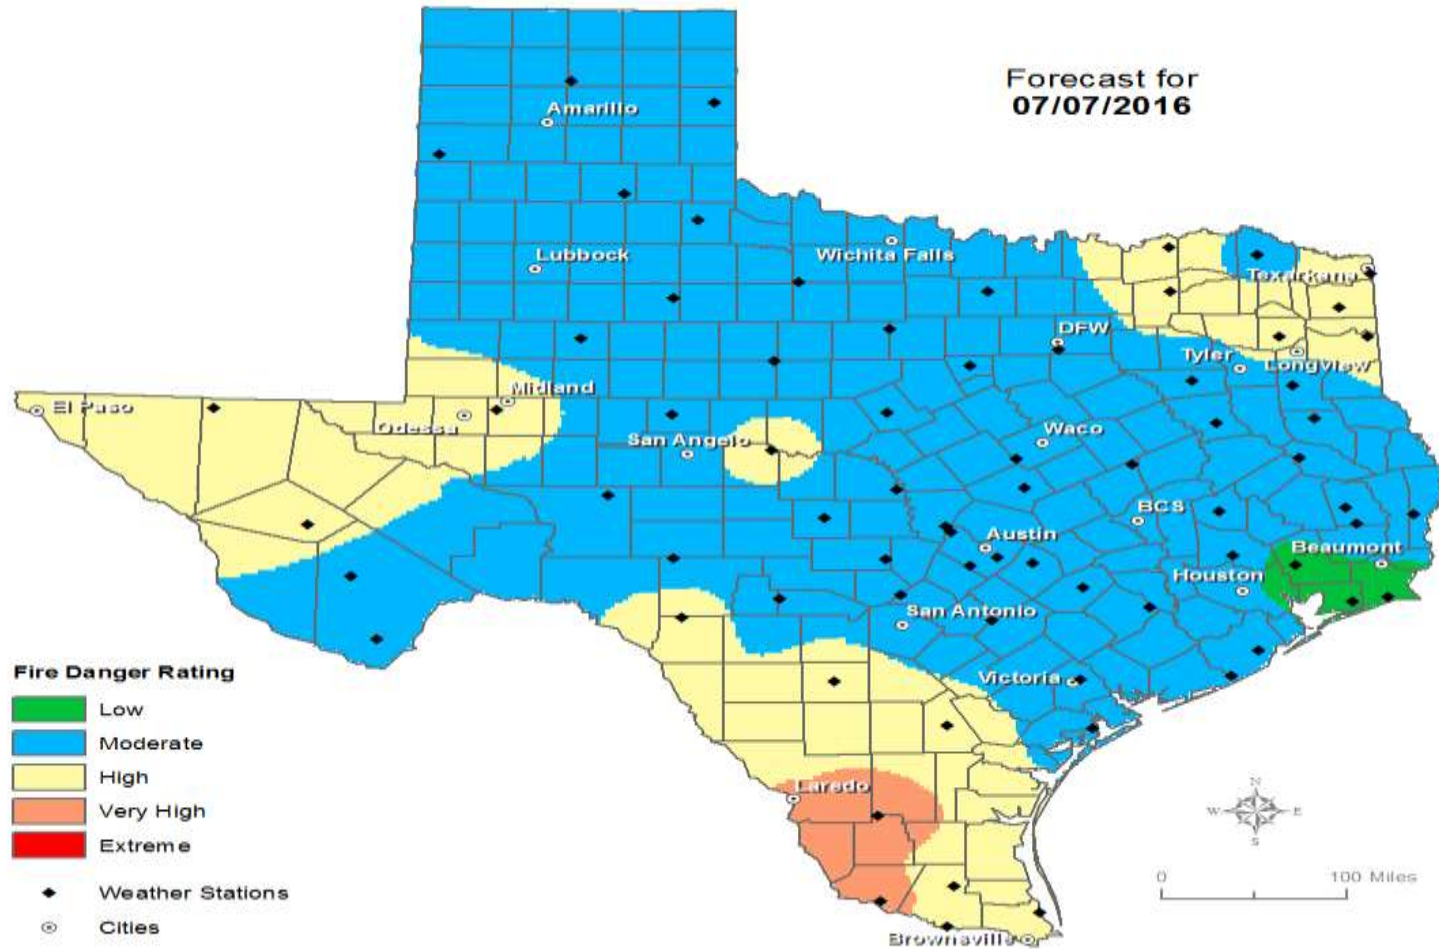 Forecast for
07/07/2016
Amarillo
Lubbock
Wichita Falls
Texarkana
DFW
Tyler
Longview
El Paso
Midland
Odessa
San Angelo
Waco
BCS
Austin
Beaumont
Houston
San Antonio
Victoria
Laredo
Brownsville
Fire Danger Rating
Low
Moderate
High
Very High
Extreme
Weather Stations
Cities
N
W E
S
0 100 Miles